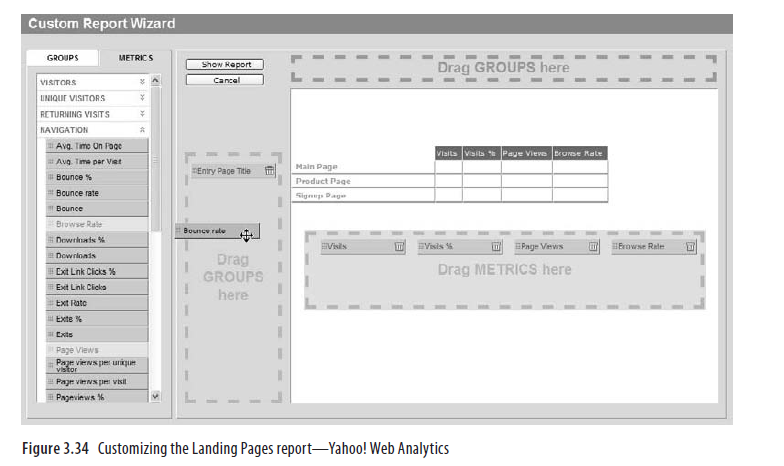 Custom Report Wizard
GROUPS
METRICS
VISITORS
UNIQUE VISITORS
RETURNING VISITS
NAVIGATION
Avg. Time On Page
Avg. Time per Visit
Bounce %
Bounce rate
Bounce
Browse Rate
Downloads %
Downloads
Exit Link Clicks %
Exit Link Clicks
Exit Rate
Exits %
Exits
Page Views
Page views per unique
visitor
Page views per visit
Pageviews %
Show Report
Cancel
Drag GROUPS here
Entry Page Title
Bounce rate
Drag
GROUPS
here
Visits Visits % Page Views Browse Rate
Main Page
Product Page
Signup Page
Visits Visits % Page Views Browse Rate
Drag METRICS here
Figure 3.34 Customizing the Landing Pages report—Yahoo! Web Analytics